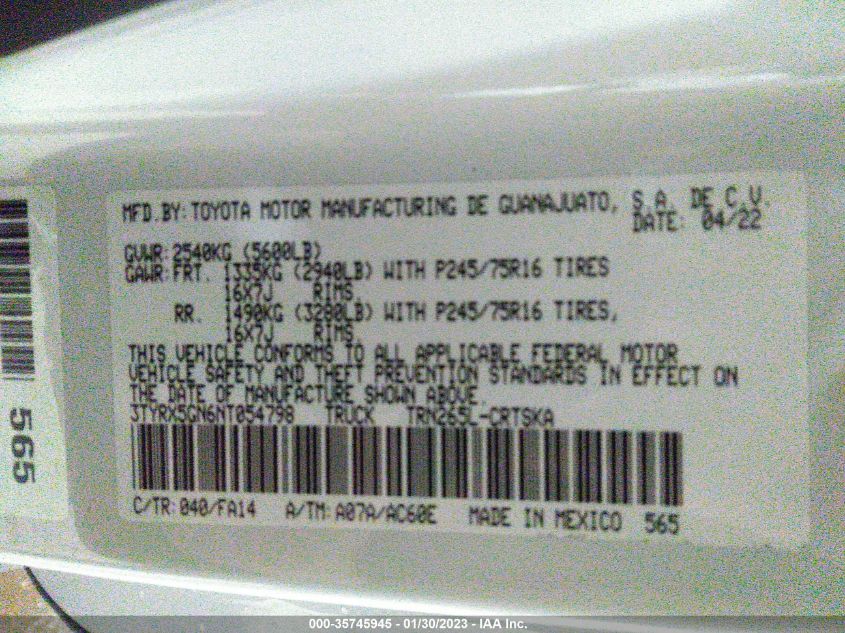 MFD.BY:TOYOTA MOTOR MANUFACTURING DE GUANAJUATO, S.A. DE C.V.
DATE: 04/22
GVWR:2540KG (5600LB)
GAWR:FRT. 1335KG (2940LB) WITH P245/75R16 TIRES
16X7J RIMS,
RR. 1490KG (3280LB) WITH P245/75R16 TIRES,
16X7J RIMS,
THIS VEHICLE CONFORMS TO ALL APPLICABLE FEDERAL MOTOR
VEHICLE SAFETY AND THEFT PREVENTION STANDARDS IN EFFECT ON
THE DATE OF MANUFACTURE SHOWN ABOVE.
3TYRX5GN6NT054798 TRUCK TRN265L-CRTSKA
C/TR:040/FA14 A/TM:A07A/AC60E MADE IN MEXICO 565
565
000-35745945 - 01/30/2023 - IAA Inc.